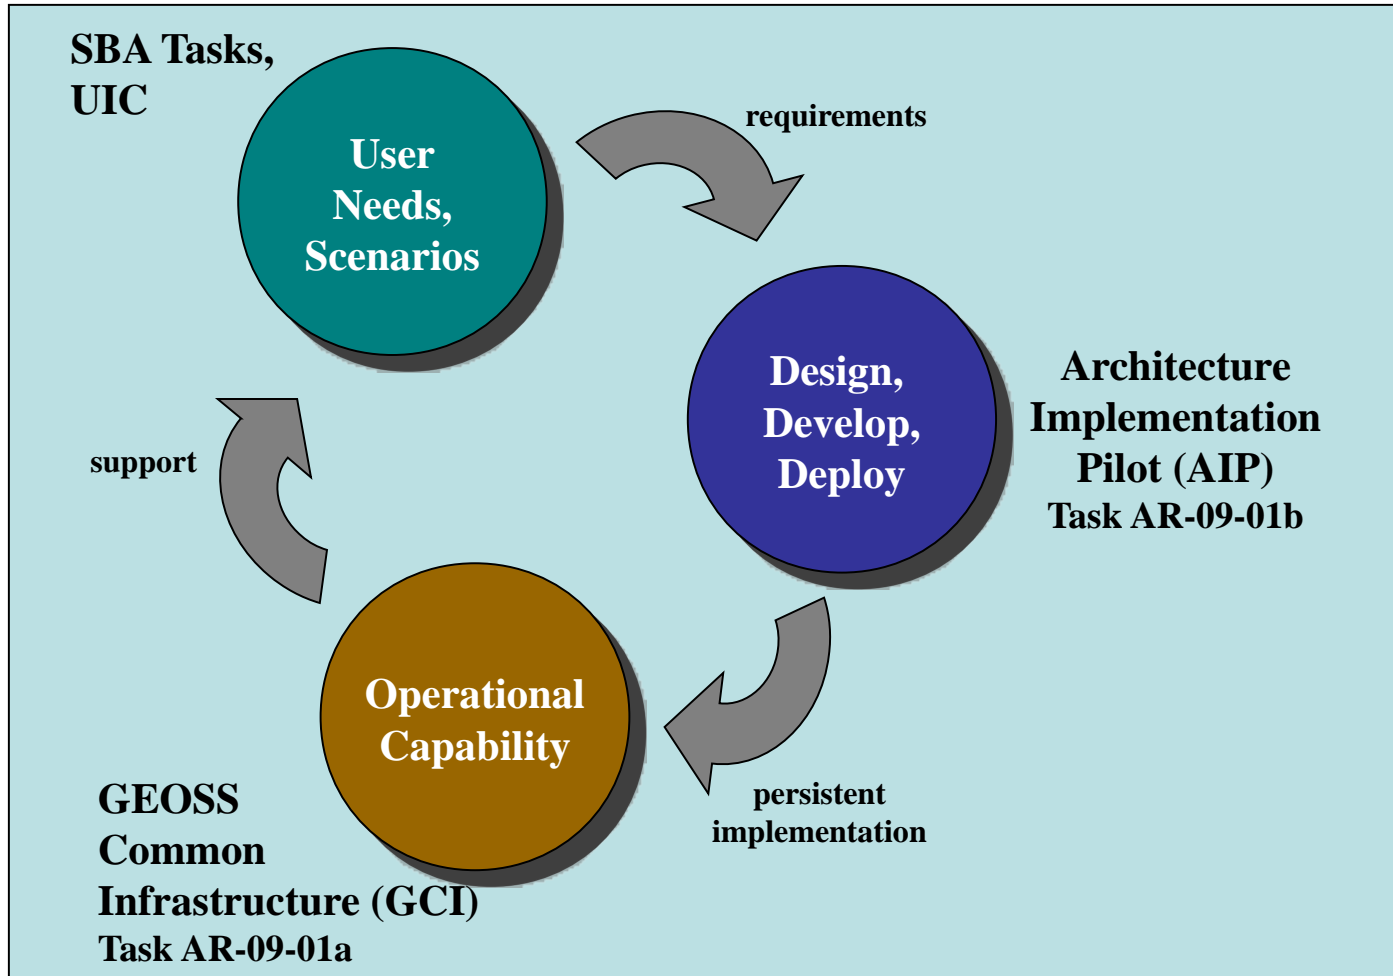 SBA Tasks,
UIC
User
Needs,
Scenarios
requirements
Design,
Develop,
Deploy
Architecture
Implementation
Pilot (AIP)
Task AR-09-01b
support
Operational
Capability
persistent
implementation
GEOSS
Common
Infrastructure (GCI)
Task AR-09-01a